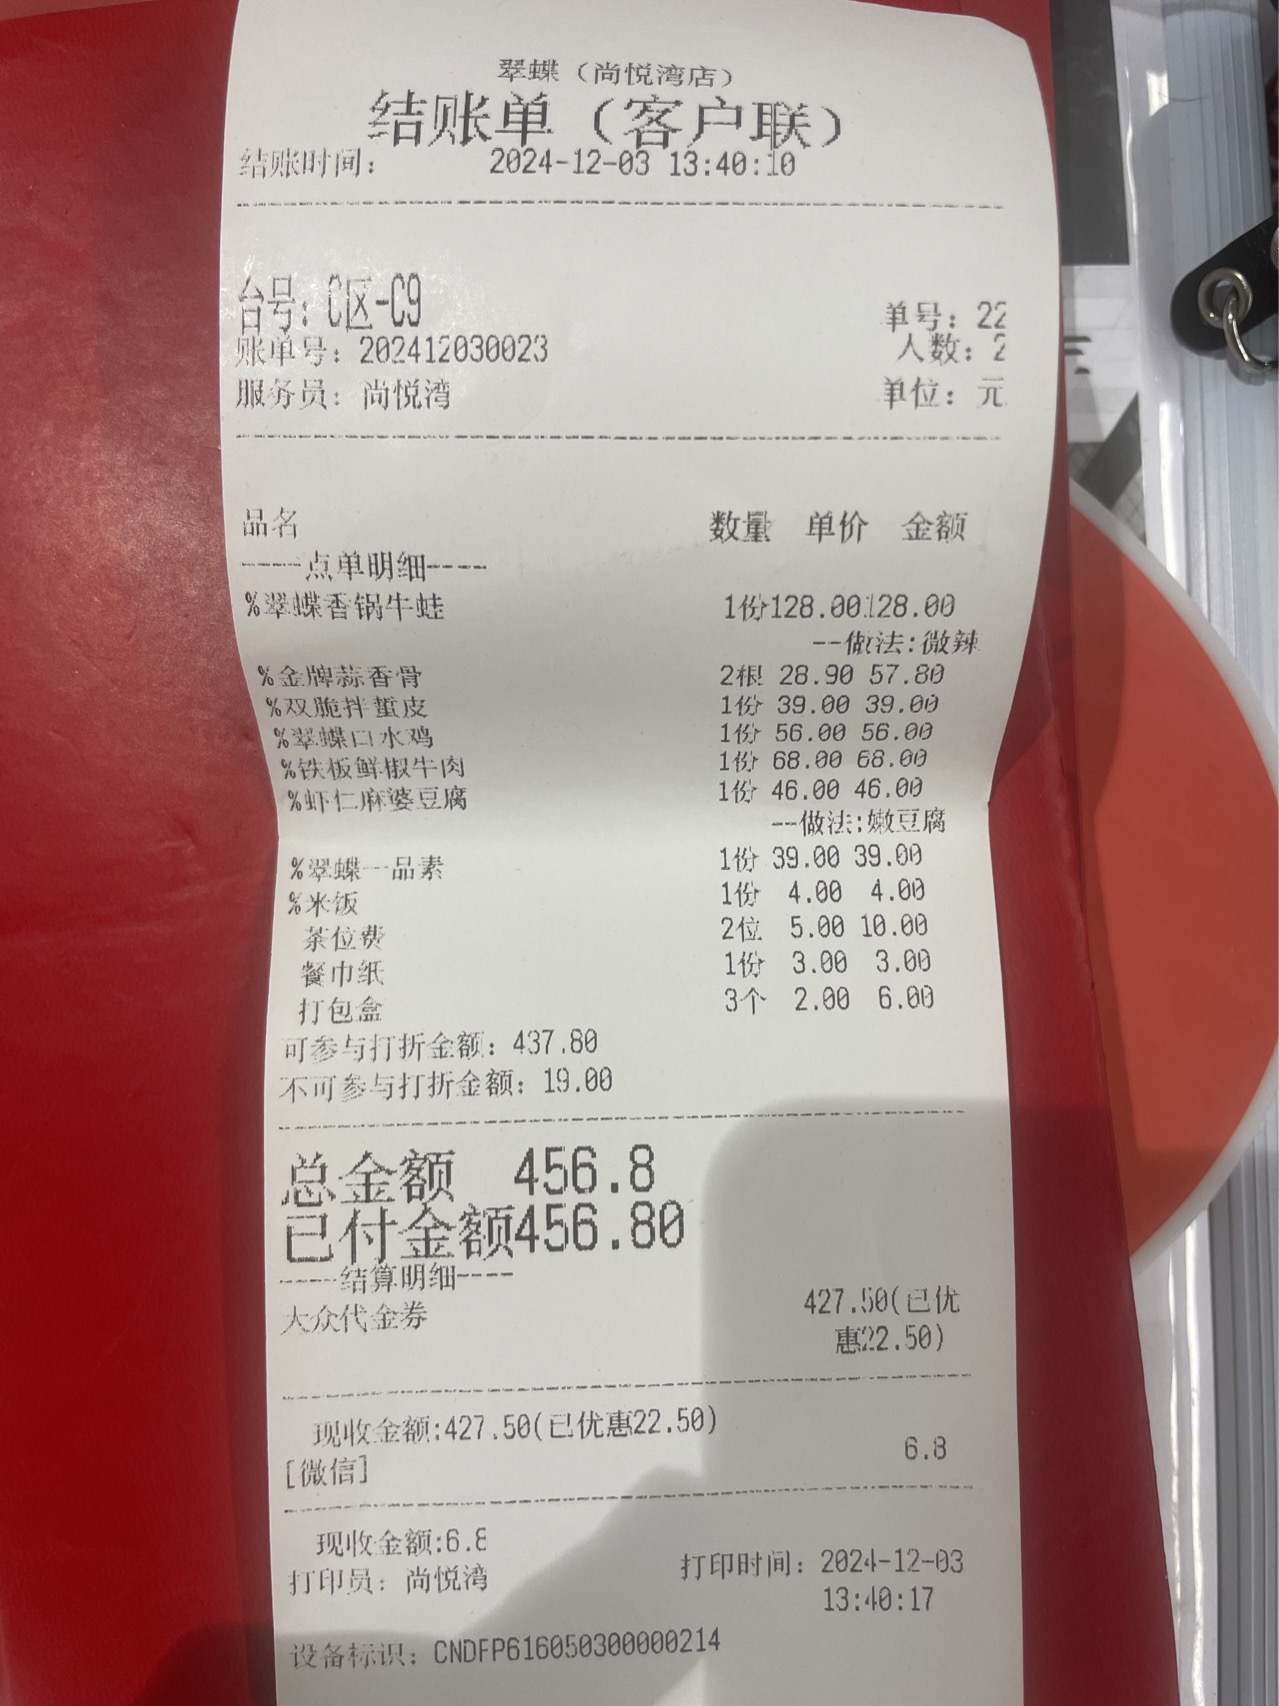 翠蝶（尚悦湾店）
结账单（客户联）
结账时间： 2024-12-03 13:40:10
台号：C区-C9
单号：22
账单号：202412030023 人数：2
服务员：尚悦湾 单位：元
品名 数量 单价 金额
----点单明细----
%翠蝶香锅牛蛙 1份128.00128.00
--做法:微辣
%金牌蒜香骨 2根 28.90 57.80
%双脆拌蜇皮 1份 39.00 39.00
%翠蝶口水鸡 1份 56.00 56.00
%铁板鲜椒牛肉 1份 68.00 68.00
%虾仁麻婆豆腐 1份 46.00 46.00
--做法:嫩豆腐
%翠蝶一品素 1份 39.00 39.00
%米饭 1份 4.00 4.00
茶位费 2位 5.00 10.00
餐巾纸 1份 3.00 3.00
打包盒 3个 2.00 6.00
可参与打折金额：437.80
不可参与打折金额：19.00
总金额 456.8
已付金额456.80
----结算明细----
大众代金券 427.50(已优
惠22.50)
现收金额:427.50(已优惠22.50)
[微信] 6.8
现收金额:6.8
打印员：尚悦湾 打印时间：2024-12-03
13:40:17
设备标识：CNDFP616050300000214